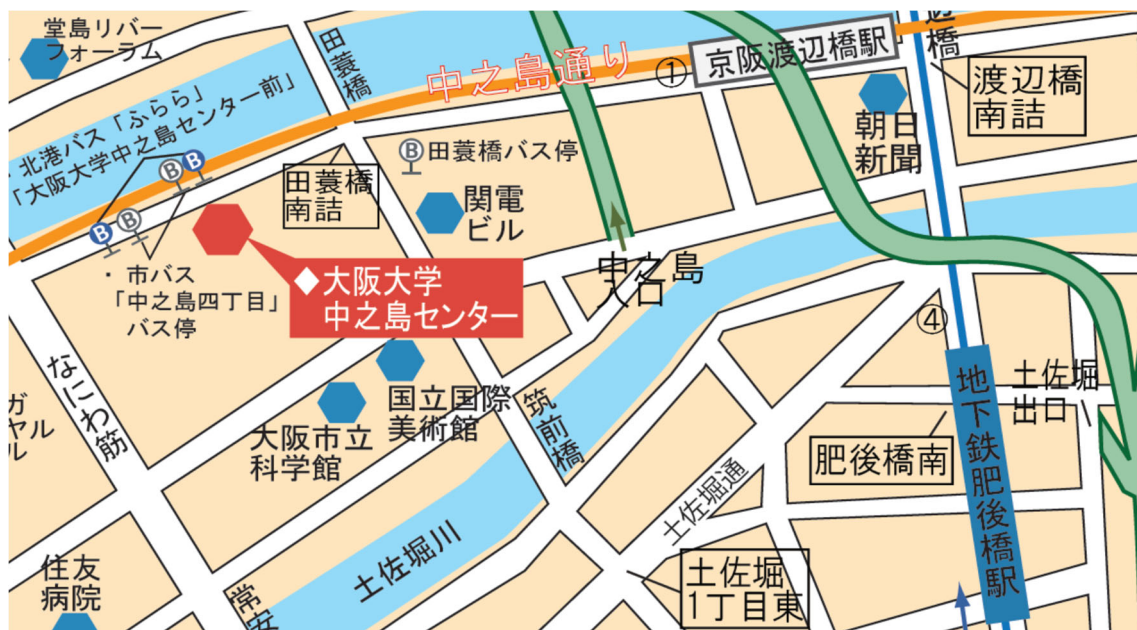 堂島リバー
フォーラム
田蓑橋
中之島通り
①
京阪渡辺橋駅
辺橋
渡辺橋
南詰
朝日
新聞
・北港バス「ふらら」
「大阪大学中之島センター前」
B
B
B
B
B
田蓑橋バス停
田蓑橋
南詰
関電
ビル
中之島
入口
・市バス
「中之島四丁目」
バス停
◆大阪大学
中之島センター
なにわ筋
国立国際
美術館
大阪市立
科学館
筑前橋
④
地下鉄肥後橋駅
土佐堀
出口
肥後橋南
土佐堀通
土佐堀川
土佐堀
1丁目東
ガ
ヤル
ル
住友
病院
常安